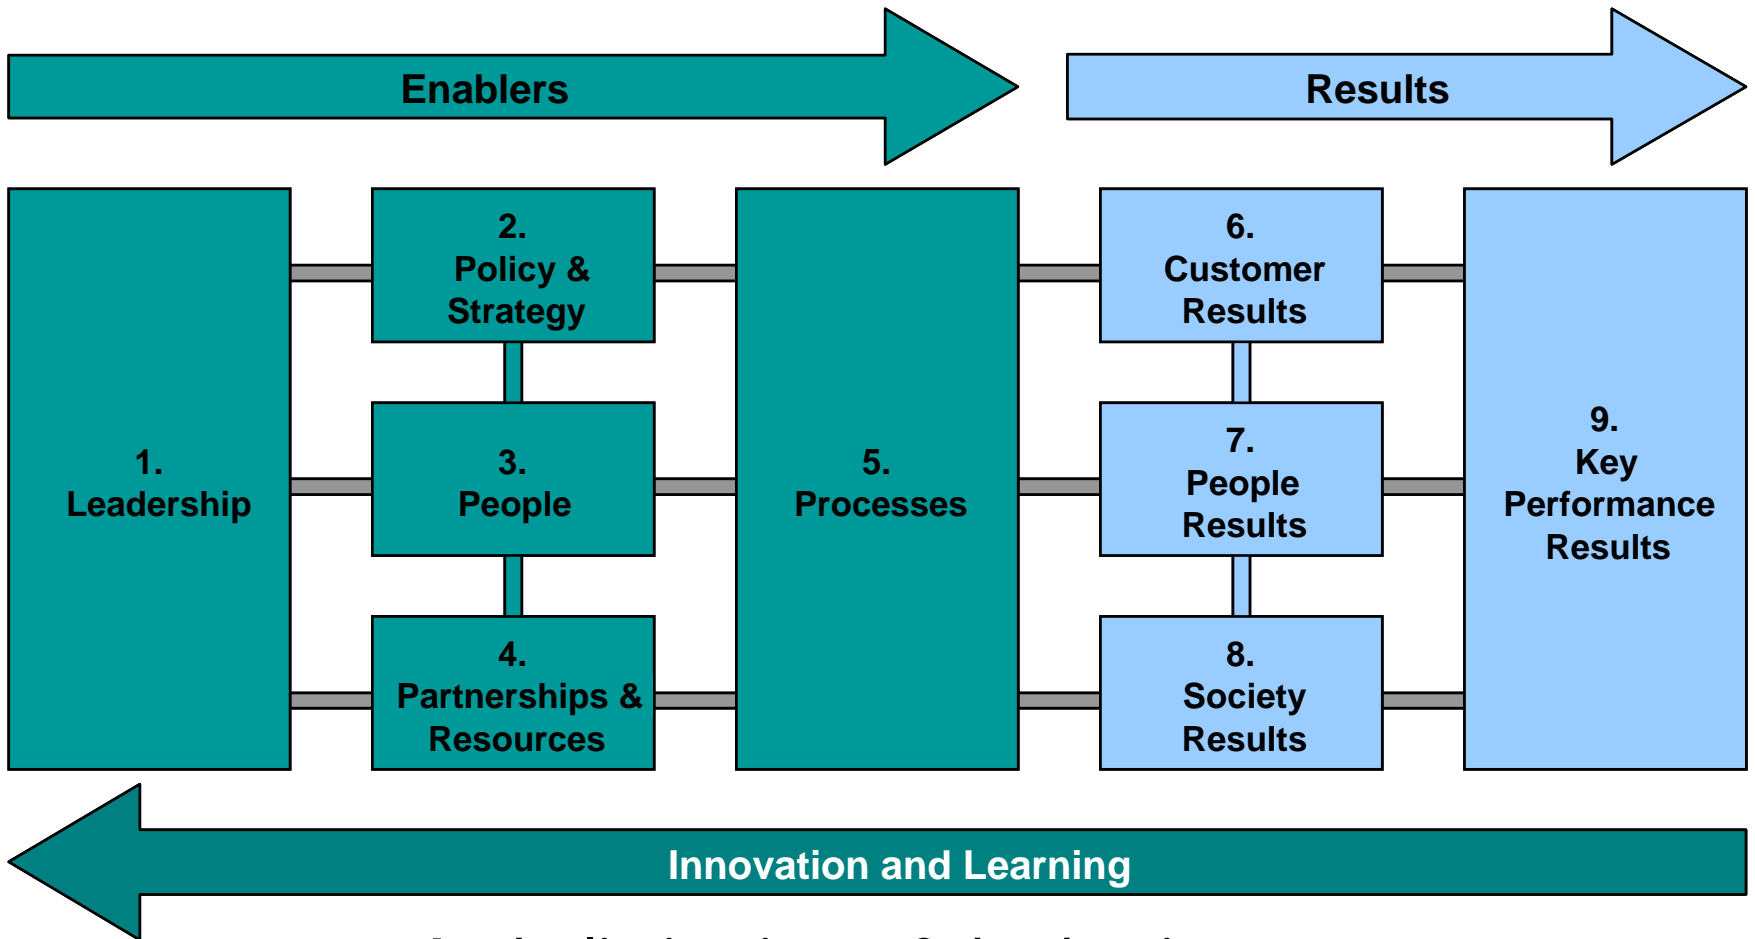 Enablers
Results
1.
Leadership
2.
Policy &
Strategy
3.
People
4.
Partnerships &
Resources
5.
Processes
6.
Customer
Results
7.
People
Results
8.
Society
Results
9.
Key
Performance
Results
Innovation and Learning